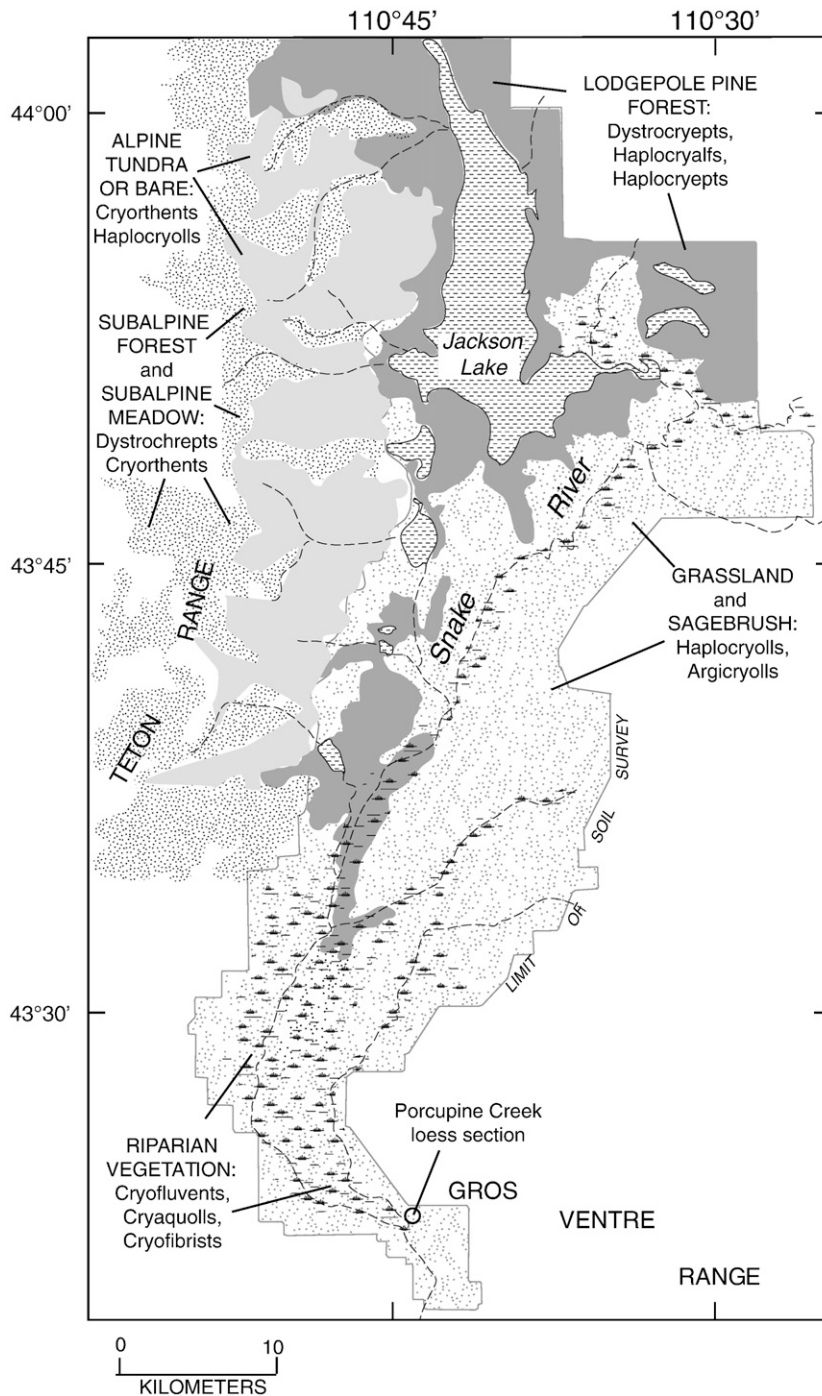 110°45'
110°30'
44°00'
43°45'
43°30'
LODGEPOLE PINE
FOREST:
Dystrocryepts,
Haplocryalfs,
Haplocryepts
ALPINE
TUNDRA
OR BARE:
Cryorthents
Haplocryolls
SUBALPINE
FOREST
and
SUBALPINE
MEADOW:
Dystrochrepts
Cryorthents
Jackson
Lake
Snake River
GRASSLAND
and
SAGEBRUSH:
Haplocryolls,
Argicryolls
TETON RANGE
LIMIT OF SOIL SURVEY
Porcupine Creek
loess section
RIPARIAN
VEGETATION:
Cryofluvents,
Cryaquolls,
Cryofibrists
GROS
VENTRE
RANGE
0 10
KILOMETERS